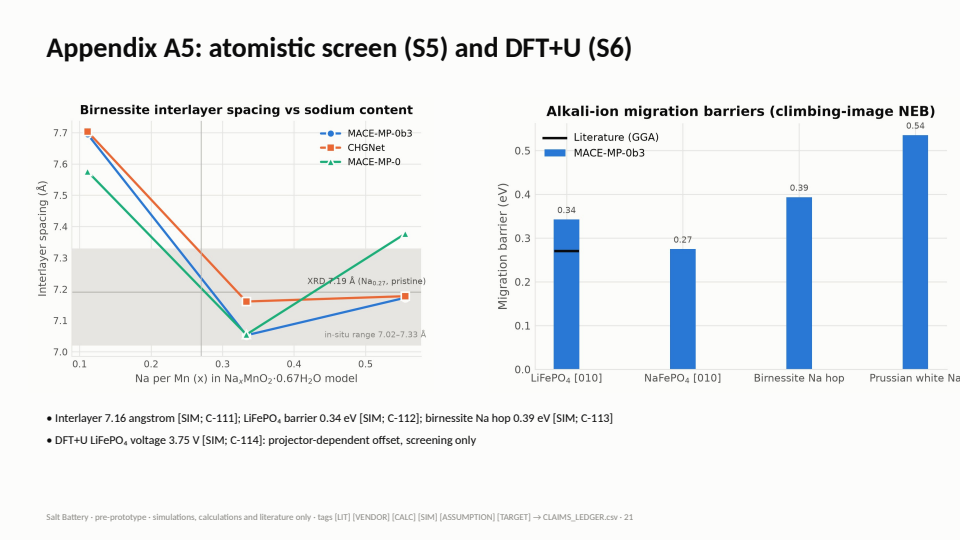 Appendix A5: atomistic screen (S5) and DFT+U (S6)
Birnessite interlayer spacing vs sodium content
Interlayer spacing (Å)
7.7
7.6
7.5
7.4
7.3
7.2
7.1
7.0
MACE-MP-0b3
CHGNet
MACE-MP-0
XRD 7.19 Å (Na₀.₂₇, pristine)
in-situ range 7.02–7.33 Å
0.1 0.2 0.3 0.4 0.5
Na per Mn (x) in NaₓMnO₂·0.67H₂O model
Alkali-ion migration barriers (climbing-image NEB)
Migration barrier (eV)
0.5
0.4
0.3
0.2
0.1
0.0
Literature (GGA)
MACE-MP-0b3
0.34
0.27
0.39
0.54
LiFePO₄ [010] NaFePO₄ [010] Birnessite Na hop Prussian white Na
• Interlayer 7.16 angstrom [SIM; C-111]; LiFePO₄ barrier 0.34 eV [SIM; C-112]; birnessite Na hop 0.39 eV [SIM; C-113]
• DFT+U LiFePO₄ voltage 3.75 V [SIM; C-114]: projector-dependent offset, screening only
Salt Battery - pre-prototype - simulations, calculations and literature only - tags [LIT] [VENDOR] [CALC] [SIM] [ASSUMPTION] [TARGET] → CLAIMS_LEDGER.csv - 21